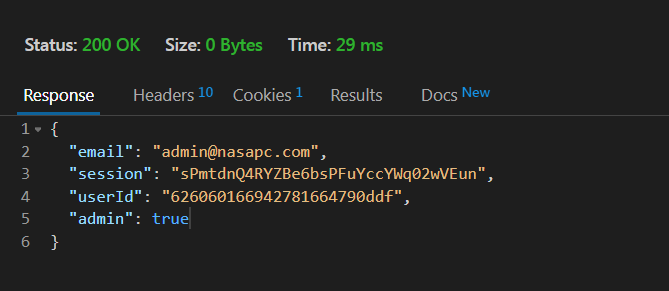 Status: 200 OK Size: 0 Bytes Time: 29 ms
Response Headers 10 Cookies 1 Results Docs New
1 {
2 "email": "admin@nasapc.com",
3 "session": "sPmtdnQ4RYZBe6bsPFuYccYWq02wVEun",
4 "userId": "626060166942781664790ddf",
5 "admin": true
6 }